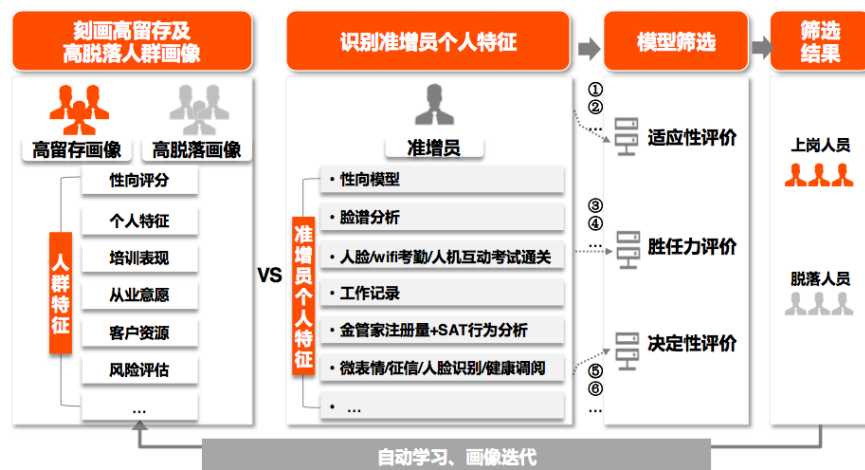 刻画高留存及
高脱落人群画像
识别准增员个人特征
模型筛选
筛选
结果
高留存画像
高脱落画像
人群特征
性向评分
个人特征
培训表现
从业意愿
客户资源
风险评估
...
VS
准增员
准增员个人特征
·性向模型
·脸谱分析
·人脸/wifi考勤/人机互动考试通关
·工作记录
·金管家注册量+SAT行为分析
·微表情/征信/人脸识别/健康调阅
· ...
①
②
...
适应性评价
③
④
...
胜任力评价
决定性评价
⑤
⑥
...
上岗人员
脱落人员
自动学习、画像迭代